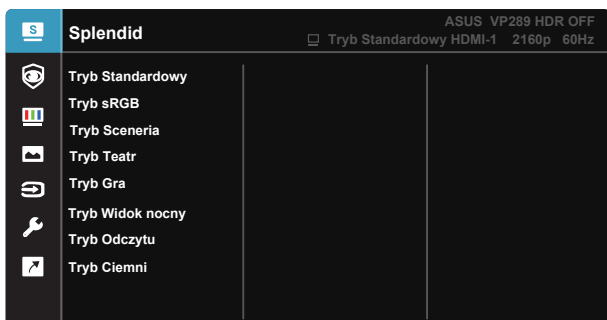 S
Splendid
ASUS VP289 HDR OFF
Tryb Standardowy HDMI-1 2160p 60Hz
Tryb Standardowy
Tryb sRGB
Tryb Sceneria
Tryb Teatr
Tryb Gra
Tryb Widok nocny
Tryb Odczytu
Tryb Ciemni